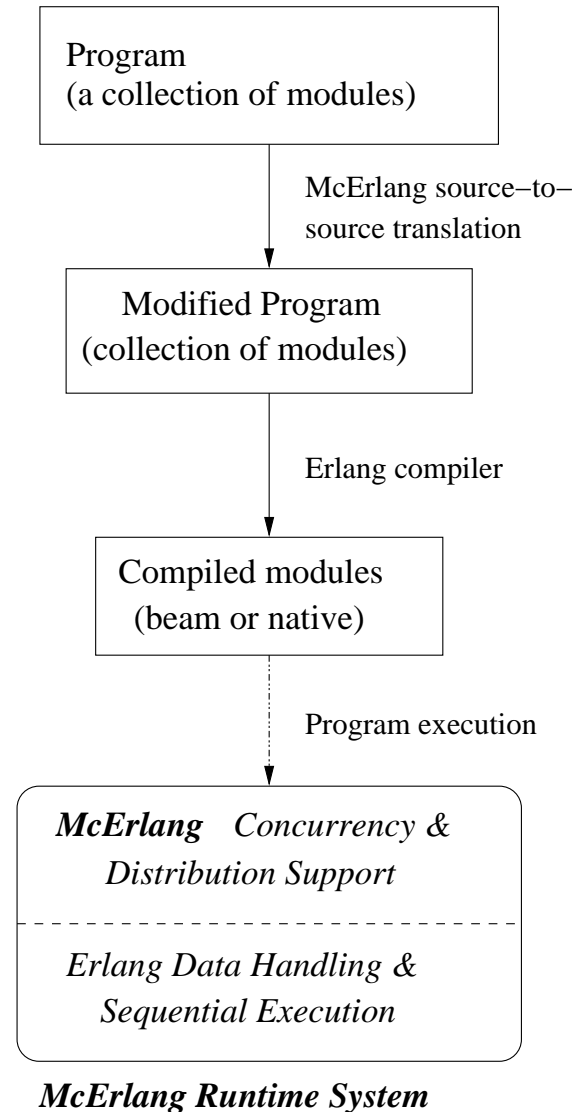 Program
(a collection of modules)
McErlang source−to−
source translation
Modified Program
(collection of modules)
Erlang compiler
Compiled modules
(beam or native)
Program execution
McErlang Concurrency &
Distribution Support
Erlang Data Handling &
Sequential Execution
McErlang Runtime System